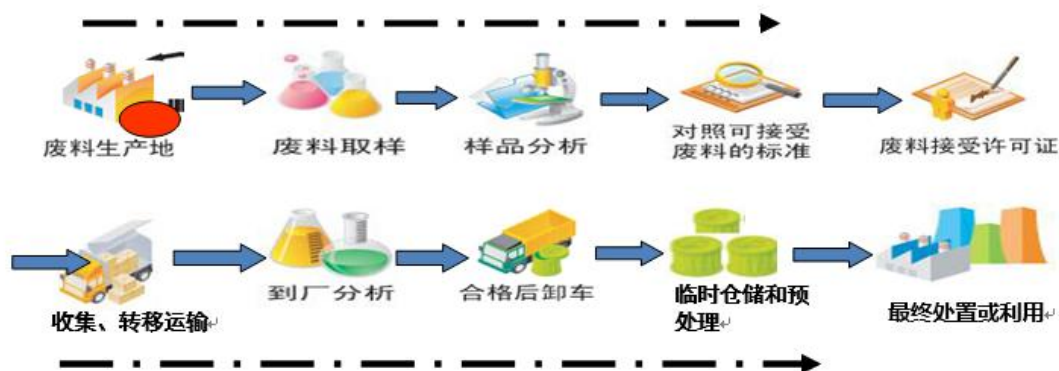 废料生产地
废料取样
样品分析
对照可接受
废料的标准
废料接受许可证
收集、转移运输
到厂分析
合格后卸车
临时仓储和预
处理
最终处置或利用